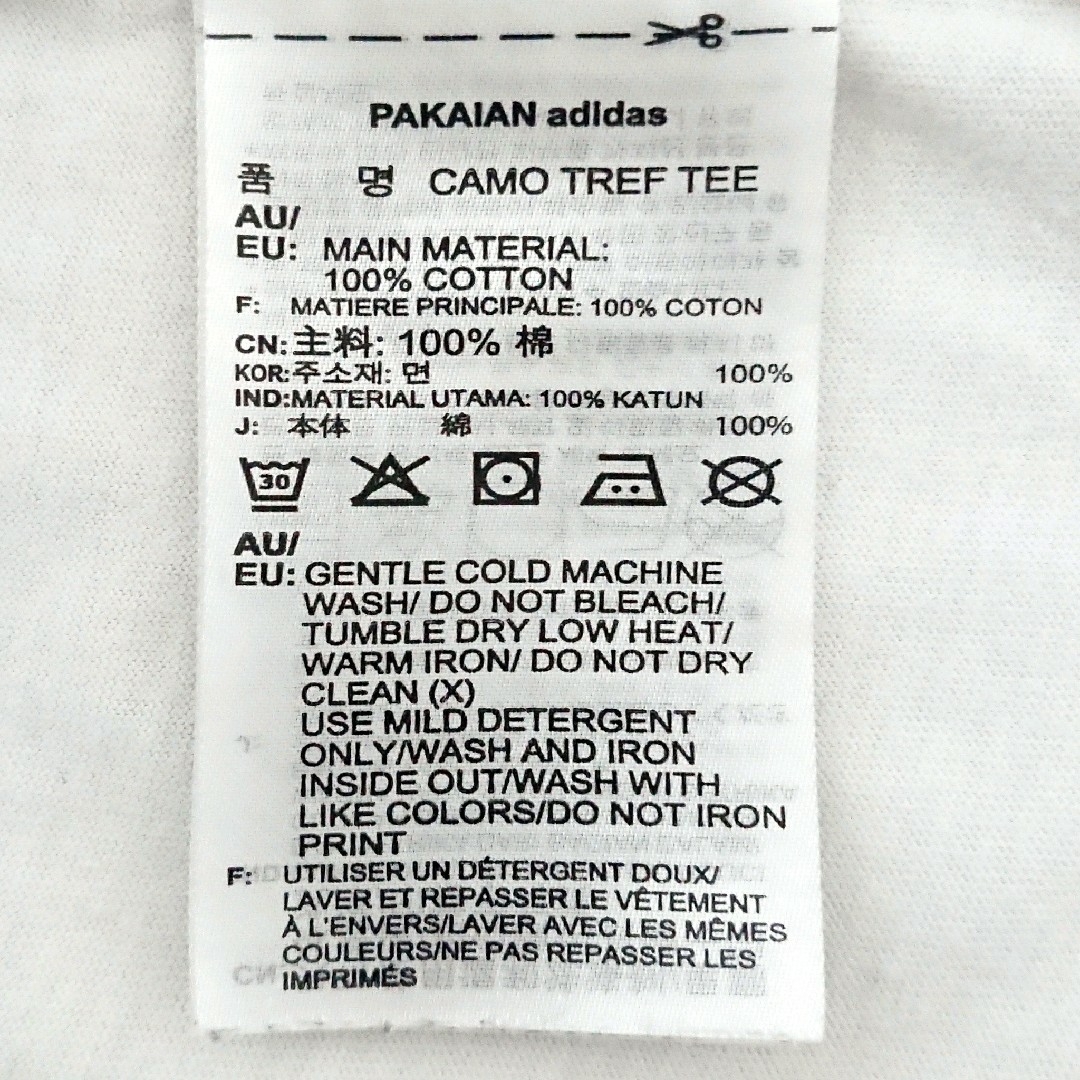 PAKAIAN adidas
품 명 CAMO TREF TEE
AU/
EU: MAIN MATERIAL:
100% COTTON
F: MATIERE PRINCIPALE: 100% COTON
CN:主料: 100% 棉
KOR:주소재: 면 100%
IND:MATERIAL UTAMA: 100% KATUN
J: 本体 綿 100%
30
AU/
EU: GENTLE COLD MACHINE
WASH/ DO NOT BLEACH/
TUMBLE DRY LOW HEAT/
WARM IRON/ DO NOT DRY
CLEAN (X)
USE MILD DETERGENT
ONLY/WASH AND IRON
INSIDE OUT/WASH WITH
LIKE COLORS/DO NOT IRON
PRINT
F: UTILISER UN DÉTERGENT DOUX/
LAVER ET REPASSER LE VÊTEMENT
À L'ENVERS/LAVER AVEC LES MÊMES
COULEURS/NE PAS REPASSER LES
IMPRIMÉS